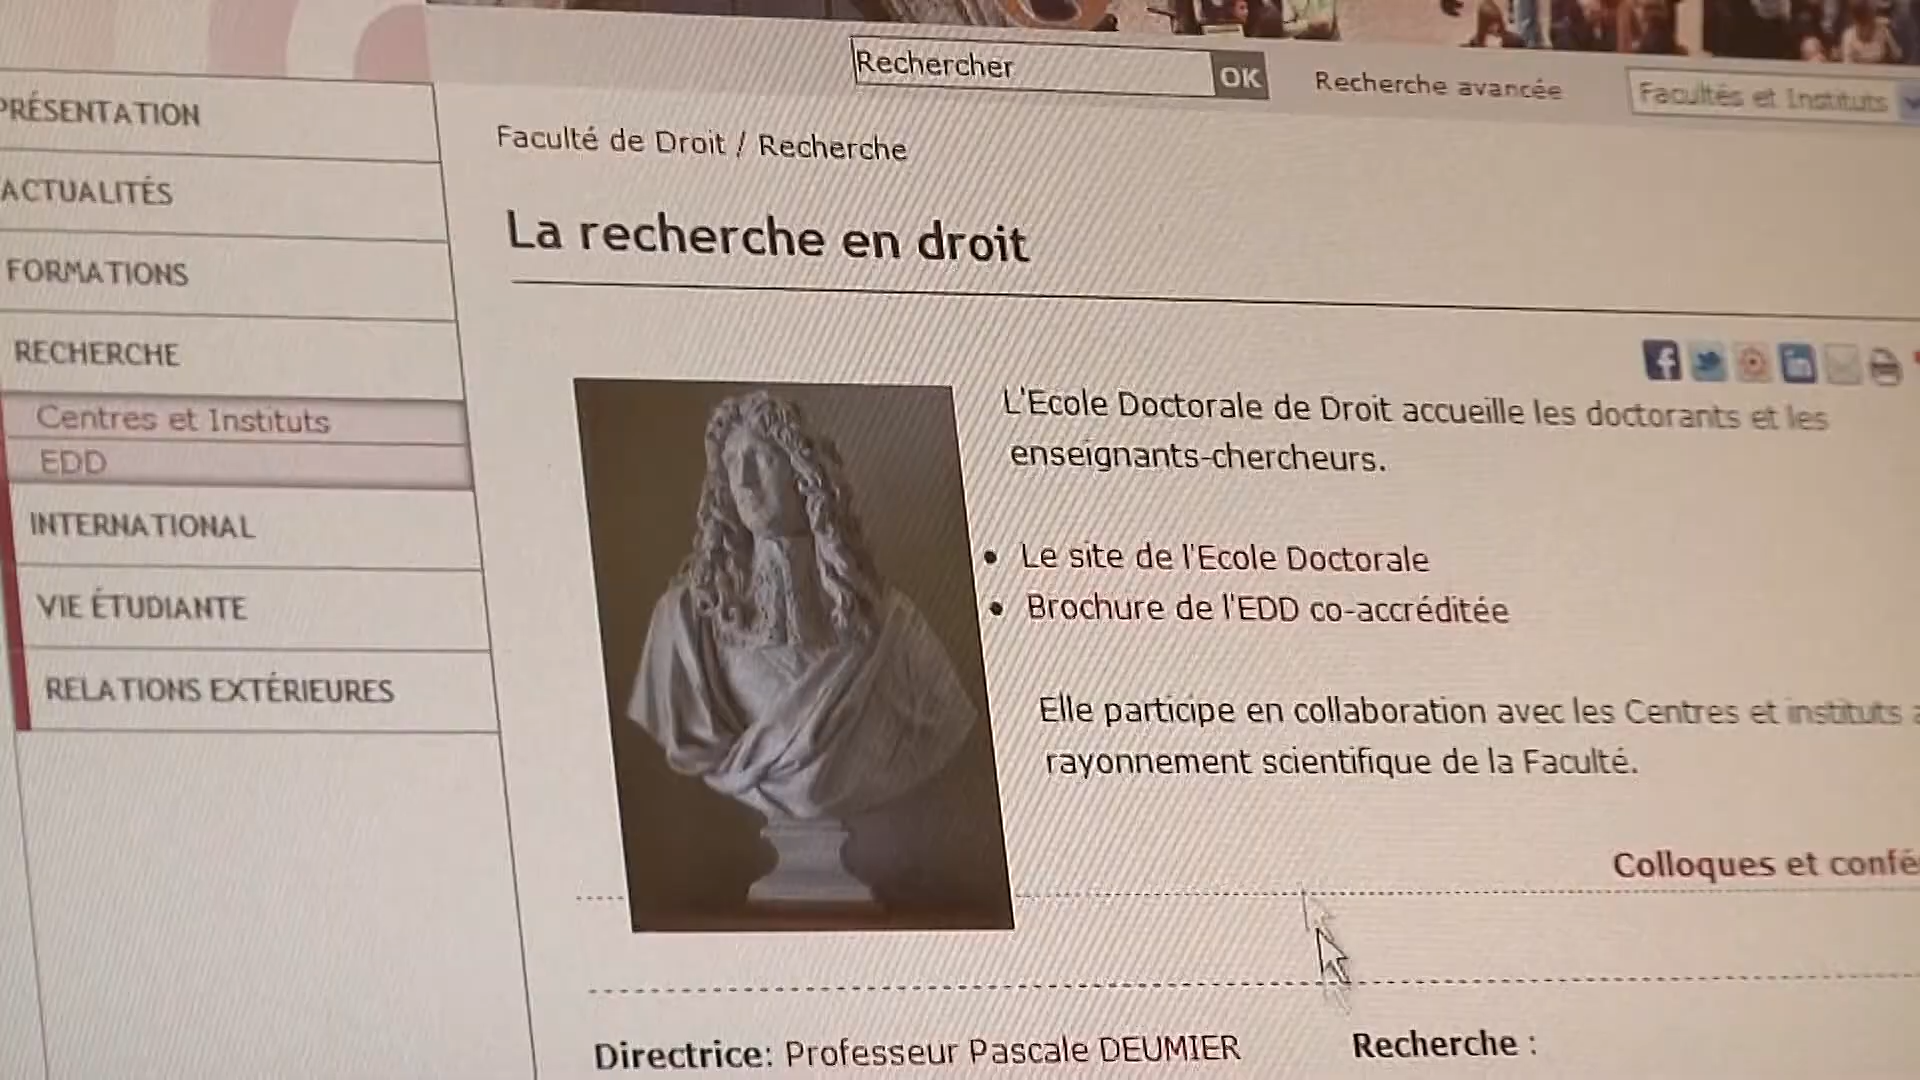 Rechercher
OK
Recherche avancée
Facultés et Instituts
PRÉSENTATION
ACTUALITÉS
FORMATIONS
RECHERCHE
Centres et Instituts
EDD
INTERNATIONAL
VIE ÉTUDIANTE
RELATIONS EXTÉRIEURES
Faculté de Droit / Recherche
La recherche en droit
L'Ecole Doctorale de Droit accueille les doctorants et les
enseignants-chercheurs.
• Le site de l'Ecole Doctorale
• Brochure de l'EDD co-accréditée
Elle participe en collaboration avec les Centres et instituts a
rayonnement scientifique de la Faculté.
Colloques et confé
Directrice: Professeur Pascale DEUMIER
Recherche :